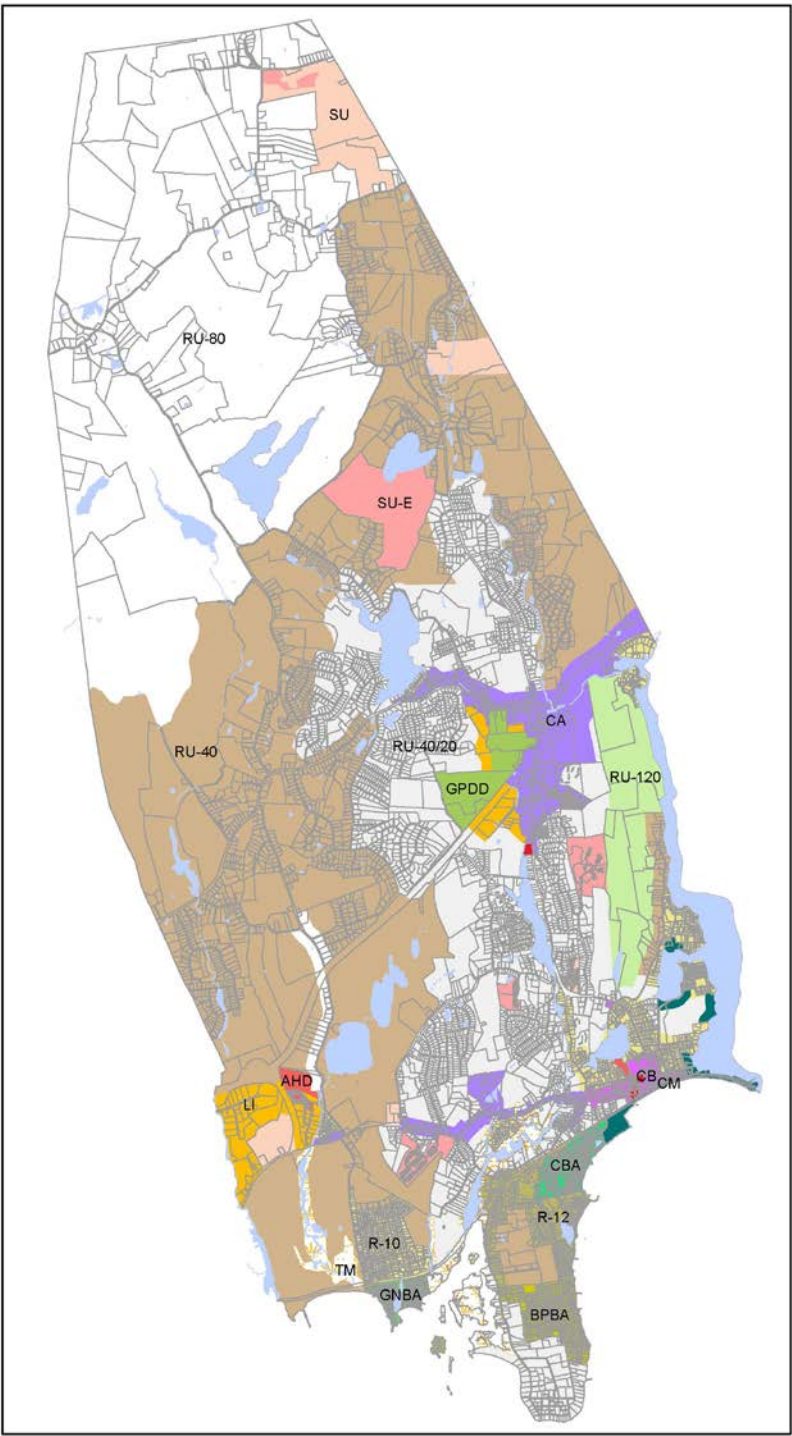 SU
RU-80
SU-E
CA
RU-40
RU-40/20
RU-120
GPDD
CB
CM
AHD
LI
CBA
R-12
R-10
TM
GNBA
BPBA